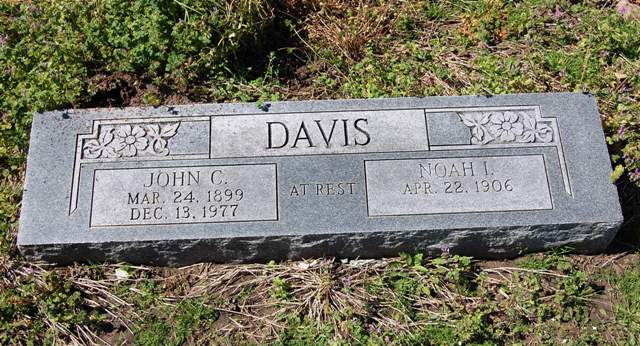 DAVIS
JOHN C.
MAR. 24. 1899
DEC. 13, 1977
AT REST
NOAH I.
APR. 22, 1906